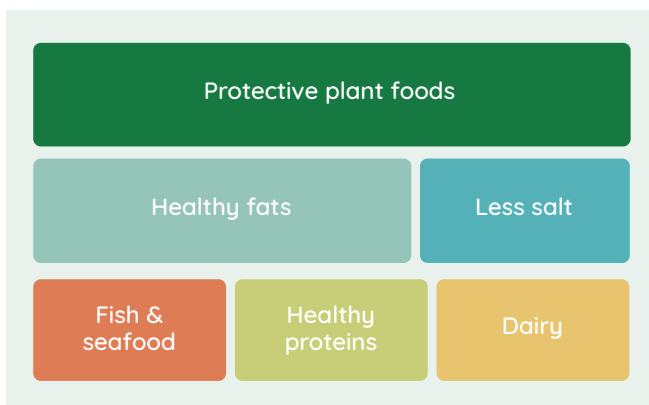 Protective plant foods
Healthy fats
Less salt
Fish &
seafood
Healthy
proteins
Dairy